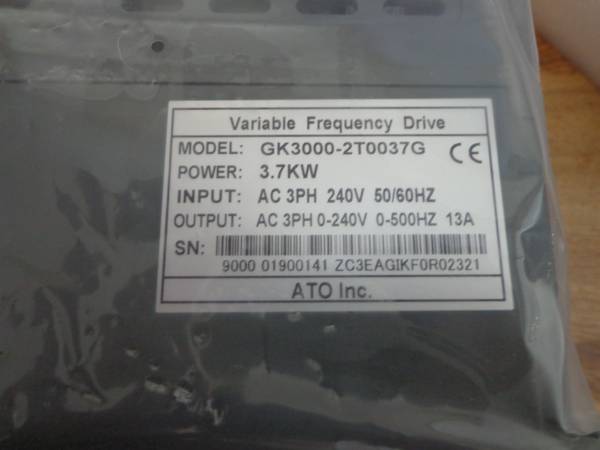 Variable Frequency Drive
MODEL: GK3000-2T0037G CE
POWER: 3.7KW
INPUT: AC 3PH 240V 50/60HZ
OUTPUT: AC 3PH 0-240V 0-500HZ 13A
SN:
9000 01900141 ZC3EAGIKF0R02321
ATO Inc.